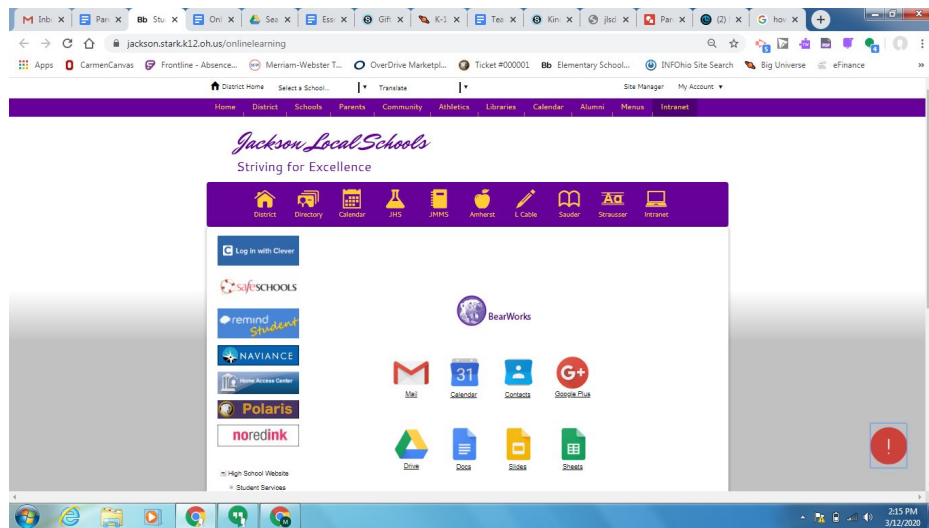 Inb
Par
Bb Stu
Onl
Sea
Ess
Gift
K-1
Tea
Kin
jlsd
Par
(2)
G hov
jackson.stark.k12.oh.us/onlinelearning
Apps CarmenCanvas Frontline - Absence... Merriam-Webster T... OverDrive Marketpl... Ticket #000001 Bb Elementary School... INFOhio Site Search Big Universe eFinance »
District Home Select a School... Translate Site Manager My Account
Home District Schools Parents Community Athletics Libraries Calendar Alumni Menus Intranet
Jackson Local Schools
Striving for Excellence
District Directory Calendar JHS JMMS Amherst L Cable Sauder Strausser Intranet
C Log in with Clever
safeSCHOOLS
remind
Student
BearWorks
NAVIANCE
Home Access Center
Polaris
noredink
31
G+
Mail Calendar Contacts Google Plus
Drive Docs Slides Sheets
High School Website
Student Services
!
2:15 PM
3/12/2020